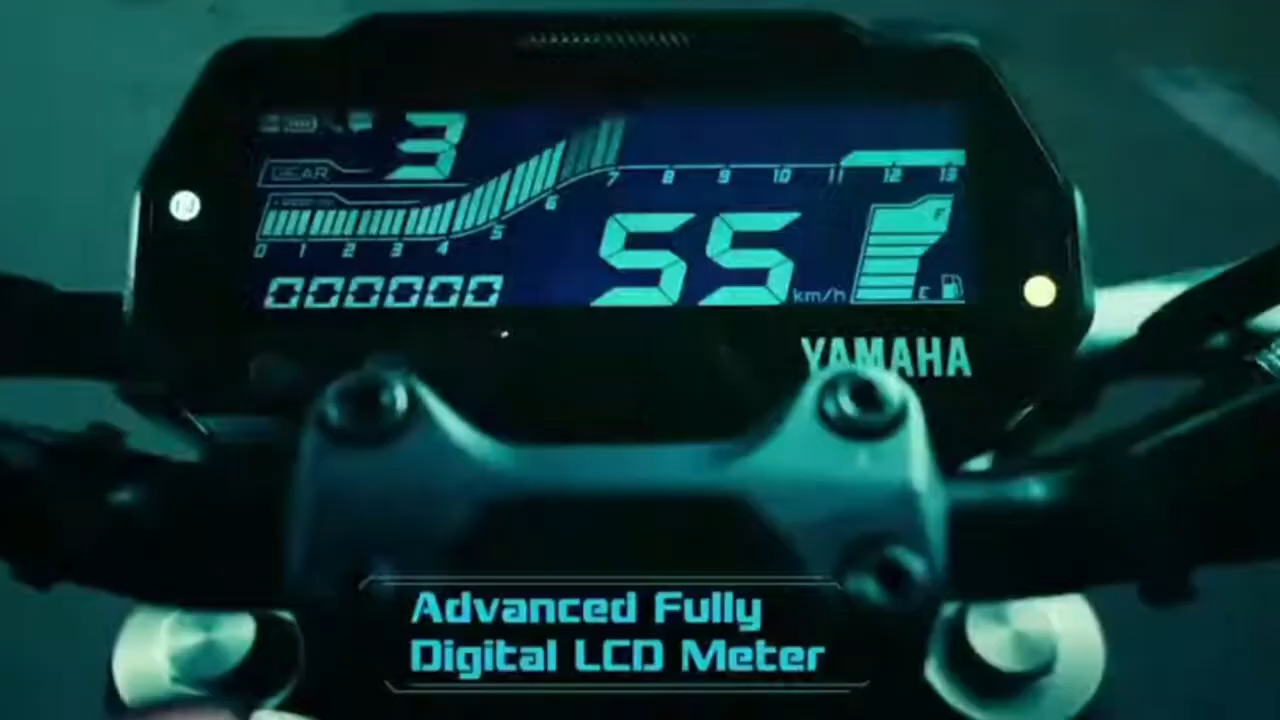 3
GEAR
0 1 2 3 4 5 6 7 8 9 10 11 12 13
F
55 km/h
E
000000
YAMAHA
Advanced Fully
Digital LCD Meter